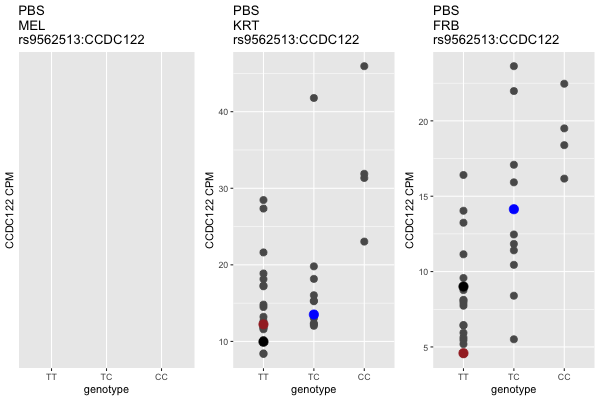 PBS
MEL
rs9562513:CCDC122
CCDC122 CPM
TT TC CC
genotype
PBS
KRT
rs9562513:CCDC122
CCDC122 CPM
40
30
20
10
TT TC CC
genotype
PBS
FRB
rs9562513:CCDC122
CCDC122 CPM
20
15
10
5
TT TC CC
genotype